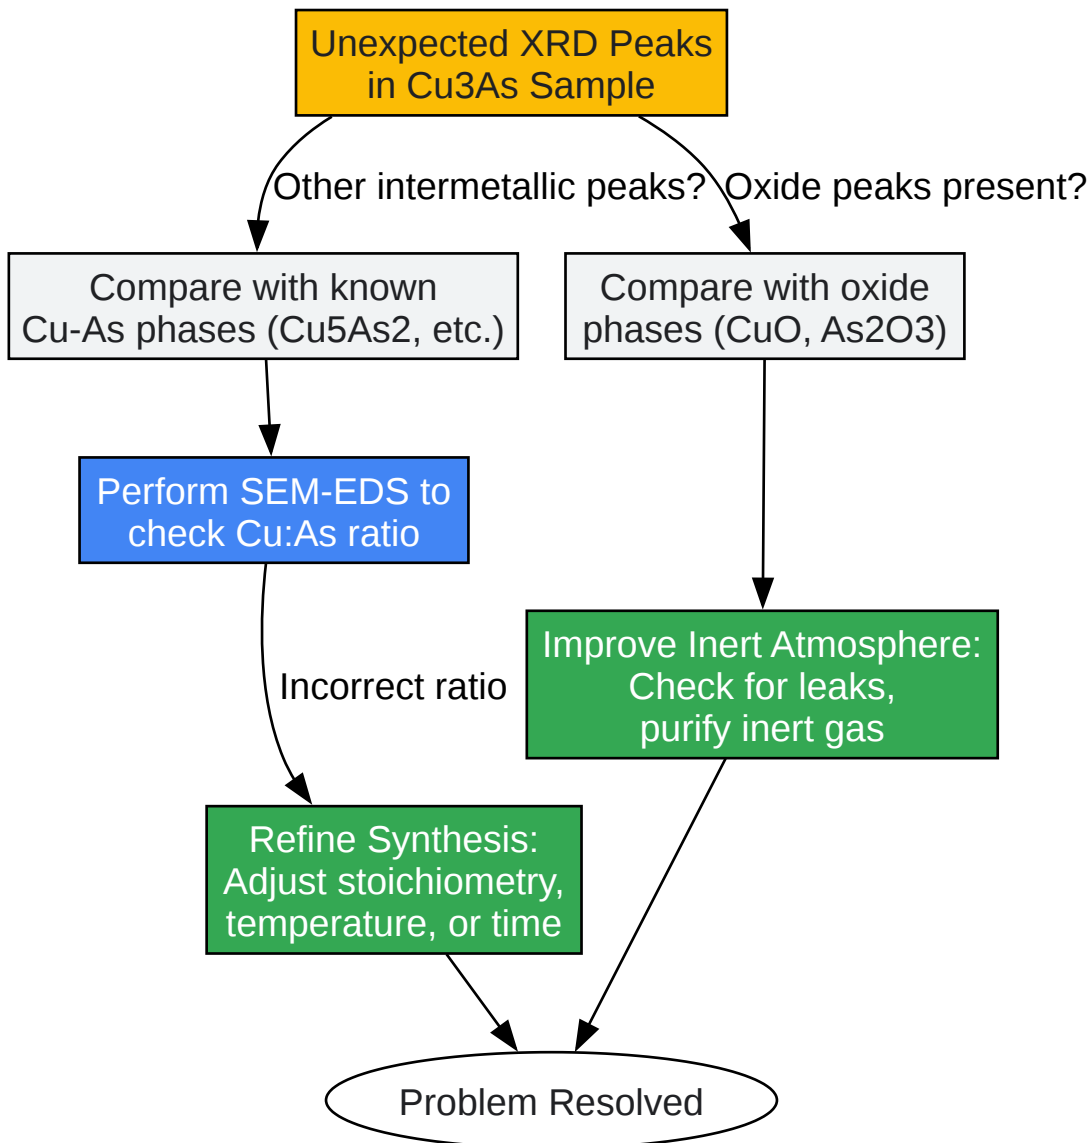 Unexpected XRD Peaks
in Cu3As Sample
Other intermetallic peaks?
Oxide peaks present?
Compare with known
Cu-As phases (Cu5As2, etc.)
Compare with oxide
phases (CuO, As2O3)
Perform SEM-EDS to
check Cu:As ratio
Improve Inert Atmosphere:
Check for leaks,
purify inert gas
Incorrect ratio
Refine Synthesis:
Adjust stoichiometry,
temperature, or time
Problem Resolved